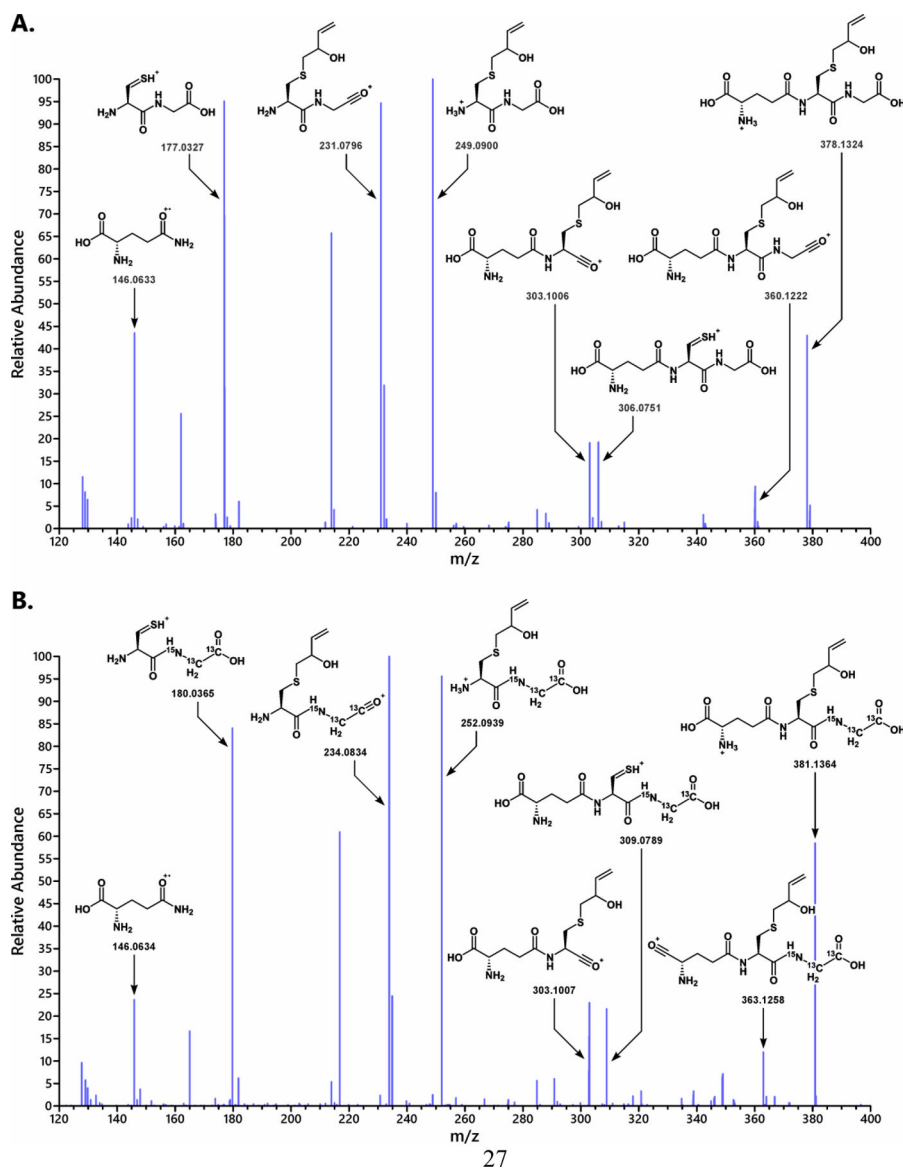 A.
Relative Abundance
100
95
90
85
80
75
70
65
60
55
50
45
40
35
30
25
20
15
10
5
0
120 140 160 180 200 220 240 260 280 300 320 340 360 380 400
m/z
SH+
O
H2N
H
N
OH
O
177.0327
OH
S
H
N
H2N
O
O+
231.0796
OH
S
H
N
O
H3N
+
O
OH
249.0900
OH
O
O
S
H
N
O
HO
N
H
NH3
+
O
OH
378.1324
O
O+·
HO
NH2
NH2
146.0633
OH
S
O
O
HO
N
H
NH2
O+
303.1006
OH
O
O
S
H
N
HO
N
H
NH2
O
O+
360.1222
SH+
O
O
H
N
O
HO
N
H
NH2
O
OH
306.0751
B.
Relative Abundance
100
95
90
85
80
75
70
65
60
55
50
45
40
35
30
25
20
15
10
5
0
120 140 160 180 200 220 240 260 280 300 320 340 360 380 400
m/z
SH+
H
15N
O
13C
H2N
O
13C
H2
OH
180.0365
OH
S
H
15N
13C
O+
H2N
O
13C
H2
234.0834
OH
S
H
15N
O
13C
H3N
+
O
13C
H2
OH
252.0939
OH
O
O
S
H
15N
O
13C
HO
N
H
NH3
+
O
13C
H2
OH
381.1364
SH+
O
O
H
15N
O
13C
HO
N
H
NH2
O
13C
H2
OH
309.0789
O
O+·
HO
NH2
NH2
146.0634
OH
S
O
O
HO
N
H
NH2
O+
303.1007
OH
O+
O
S
H
15N
O
13C
NH2
N
H
O
13C
H2
OH
363.1258
27